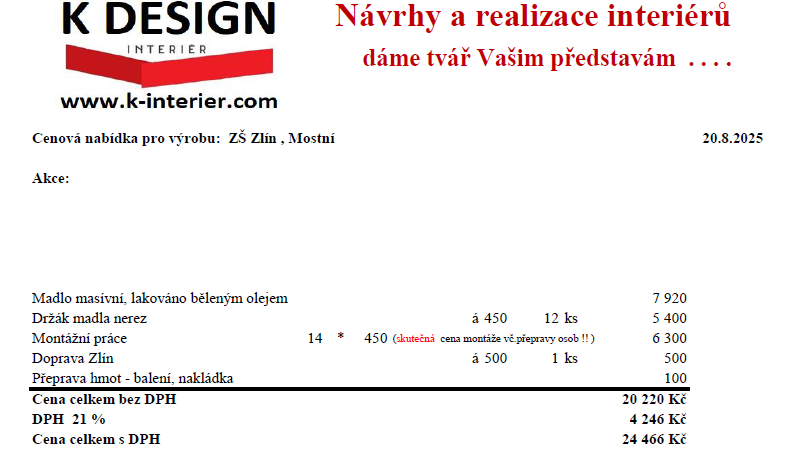 K DESIGN
INTERIÉR
www.k-interier.com
Návrhy a realizace interiérů
dáme tvář Vašim představám . . . .
Cenová nabídka pro výrobu: ZŠ Zlín , Mostní 20.8.2025
Akce:
Madlo masívní, lakováno běleným olejem 7 920
Držák madla nerez á 450 12 ks 5 400
Montážní práce 14 * 450 (skutečná cena montáže vč.přepravy osob !! ) 6 300
Doprava Zlín á 500 1 ks 500
Přeprava hmot - balení, nakládka 100
Cena celkem bez DPH 20 220 Kč
DPH 21 % 4 246 Kč
Cena celkem s DPH 24 466 Kč